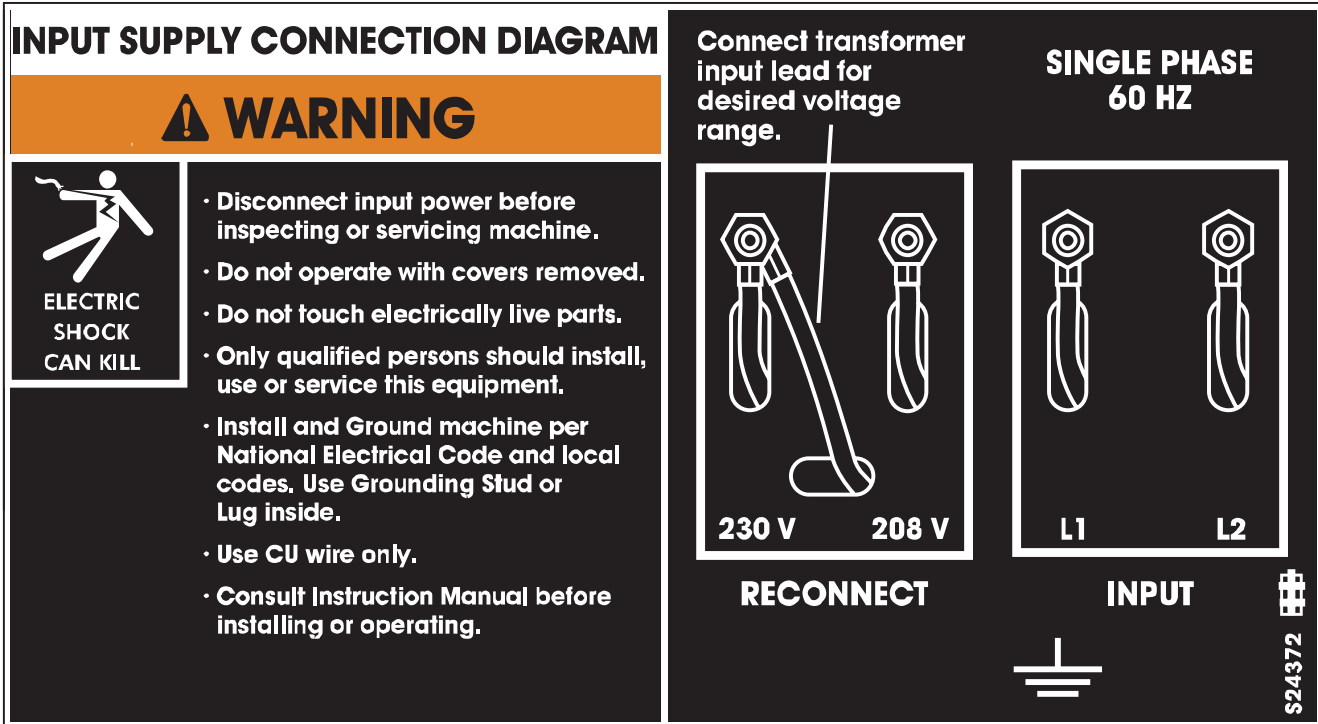 INPUT SUPPLY CONNECTION DIAGRAM
WARNING
ELECTRIC
SHOCK
CAN KILL
· Disconnect input power before
inspecting or servicing machine.
· Do not operate with covers removed.
· Do not touch electrically live parts.
· Only qualified persons should install,
use or service this equipment.
· Install and Ground machine per
National Electrical Code and local
codes. Use Grounding Stud or
Lug inside.
· Use CU wire only.
· Consult Instruction Manual before
installing or operating.
Connect transformer
input lead for
desired voltage
range.
230 V 208 V
RECONNECT
SINGLE PHASE
60 HZ
L1 L2
INPUT
S24372